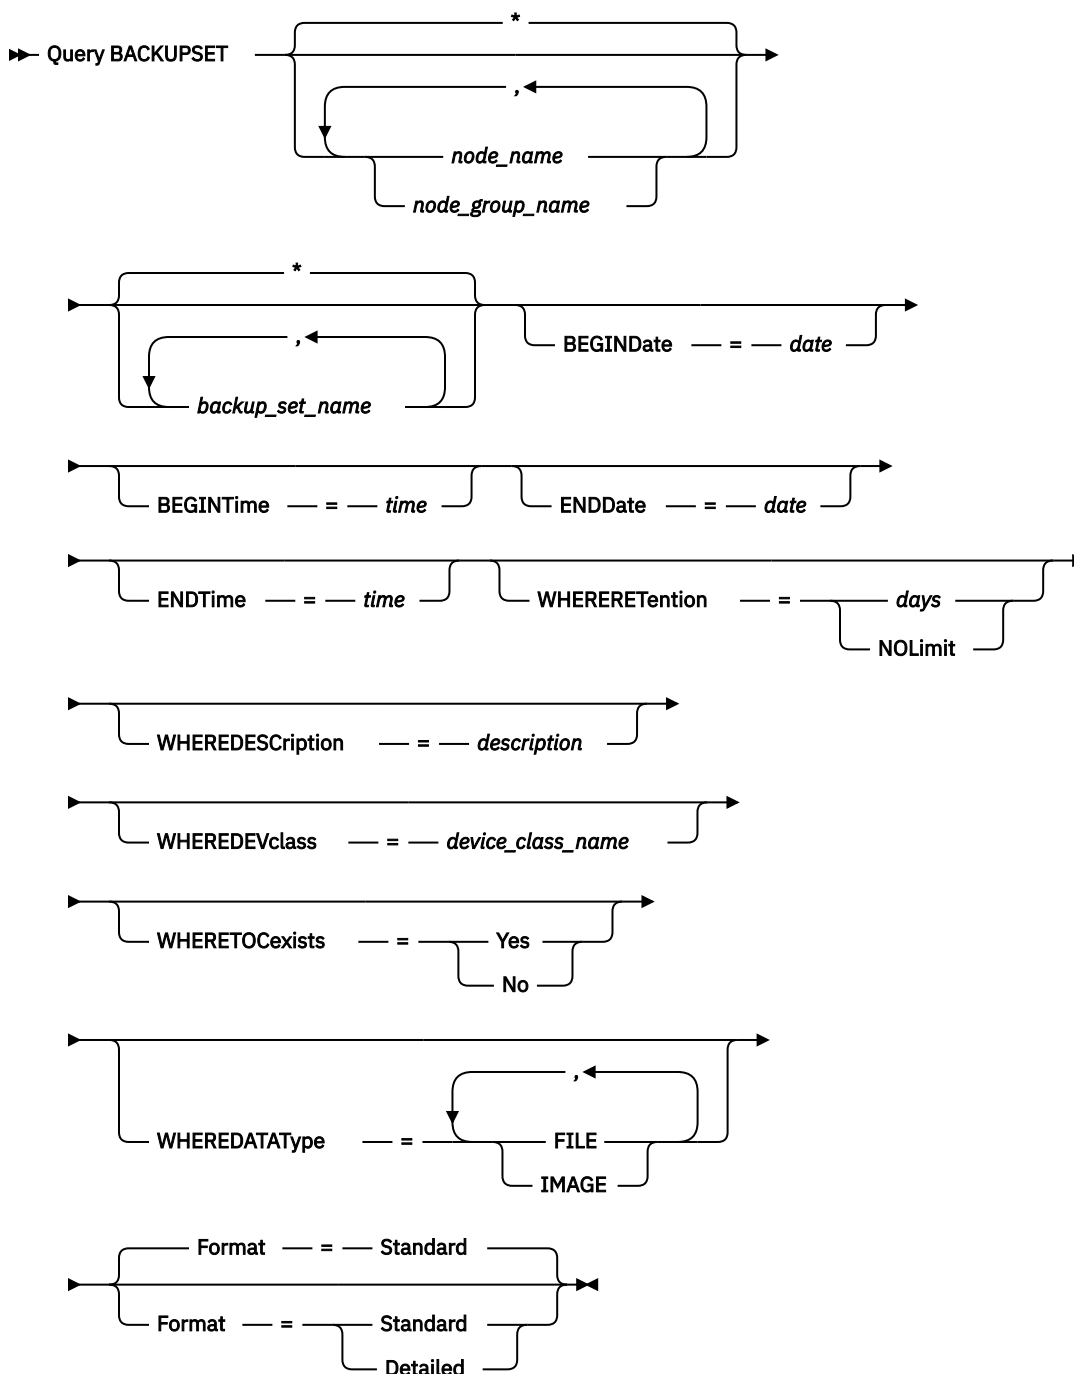 *
Query BACKUPSET
,
node_name
node_group_name
*
,
backup_set_name
BEGINDate = date
BEGINTime = time ENDDate = date
ENDTime = time WHERERETention = days
NOLimit
WHEREDESCription = description
WHEREDEVclass = device_class_name
WHERETOCexists = Yes
No
,
WHEREDATAType = FILE
IMAGE
Format = Standard
Format = Standard
Detailed